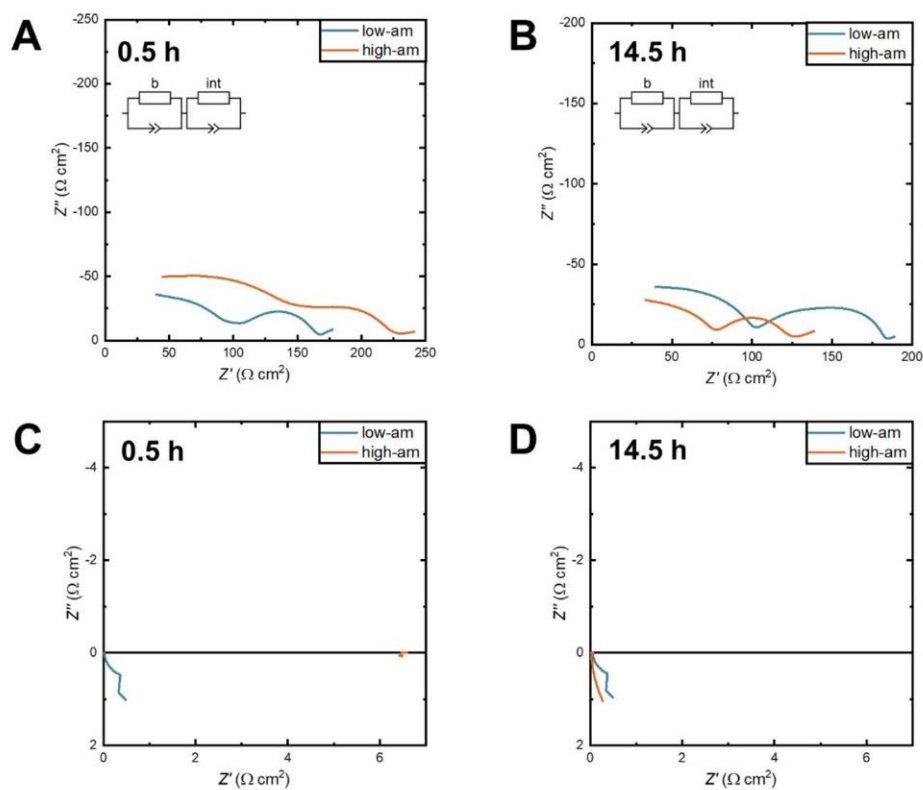 A
0.5 h
low-am
high-am
b int
-250
-200
-150
-100
-50
0
0 50 100 150 200 250
Z" (Ω cm²)
Z' (Ω cm²)
B
14.5 h
low-am
high-am
b int
-200
-150
-100
-50
0
0 50 100 150 200
Z" (Ω cm²)
Z' (Ω cm²)
C
0.5 h
low-am
high-am
-4
-2
0
2
0 2 4 6
Z" (Ω cm²)
Z' (Ω cm²)
D
14.5 h
low-am
high-am
-4
-2
0
2
0 2 4 6
Z" (Ω cm²)
Z' (Ω cm²)